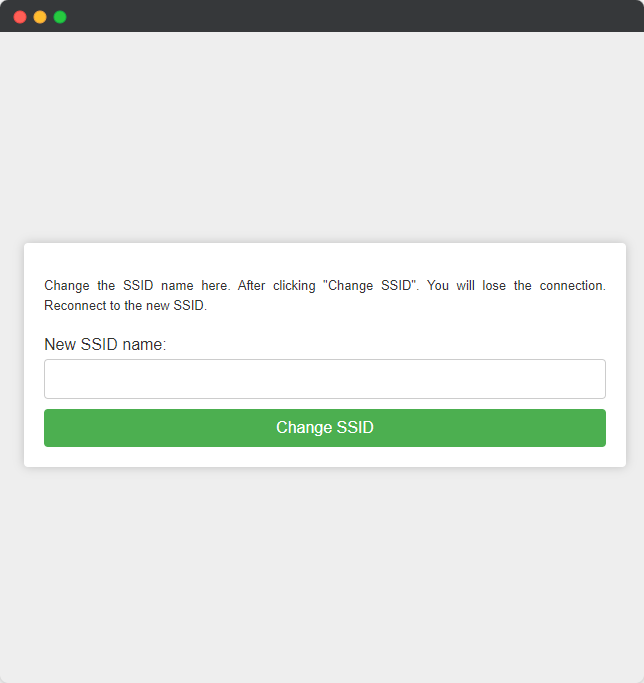 Change the SSID name here. After clicking "Change SSID". You will lose the connection.
Reconnect to the new SSID.
New SSID name:
Change SSID